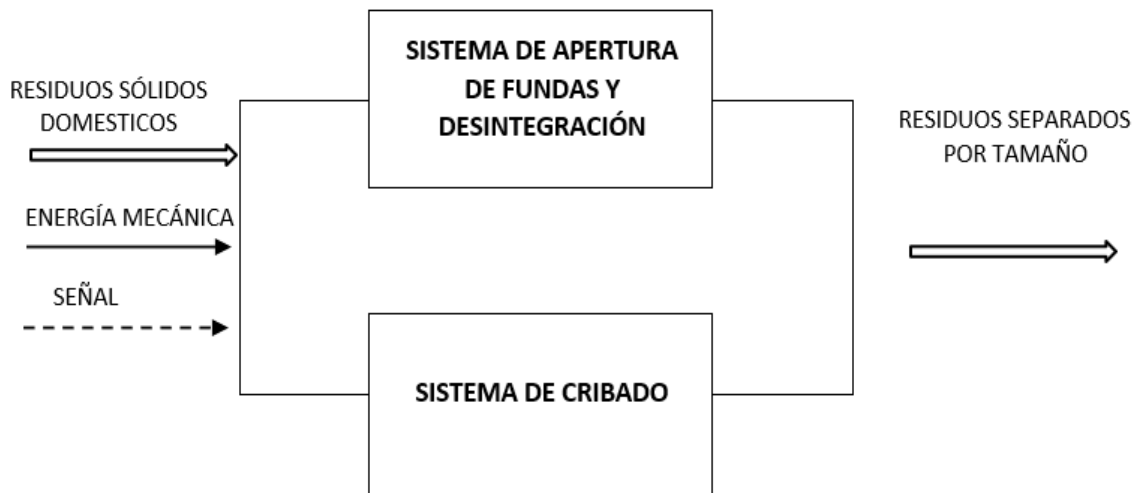 SISTEMA DE APERTURA
DE FUNDAS Y
DESINTEGRACIÓN
RESIDUOS SÓLIDOS
DOMESTICOS
RESIDUOS SEPARADOS
POR TAMAÑO
ENERGÍA MECÁNICA
SEÑAL
SISTEMA DE CRIBADO